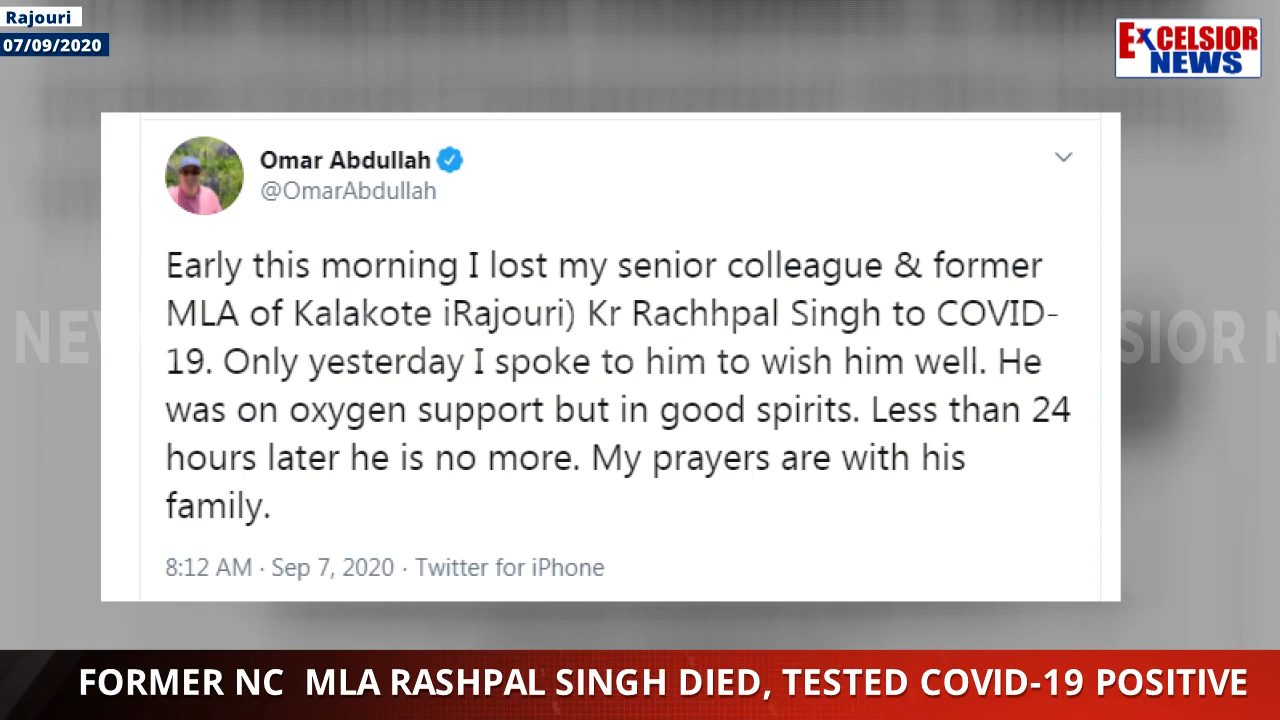 Rajouri
07/09/2020
EXCELSIOR
NEWS
Omar Abdullah
@OmarAbdullah
Early this morning I lost my senior colleague & former
MLA of Kalakote iRajouri) Kr Rachhpal Singh to COVID-
19. Only yesterday I spoke to him to wish him well. He
was on oxygen support but in good spirits. Less than 24
hours later he is no more. My prayers are with his
family.
8:12 AM · Sep 7, 2020 · Twitter for iPhone
FORMER NC  MLA RASHPAL SINGH DIED, TESTED COVID-19 POSITIVE